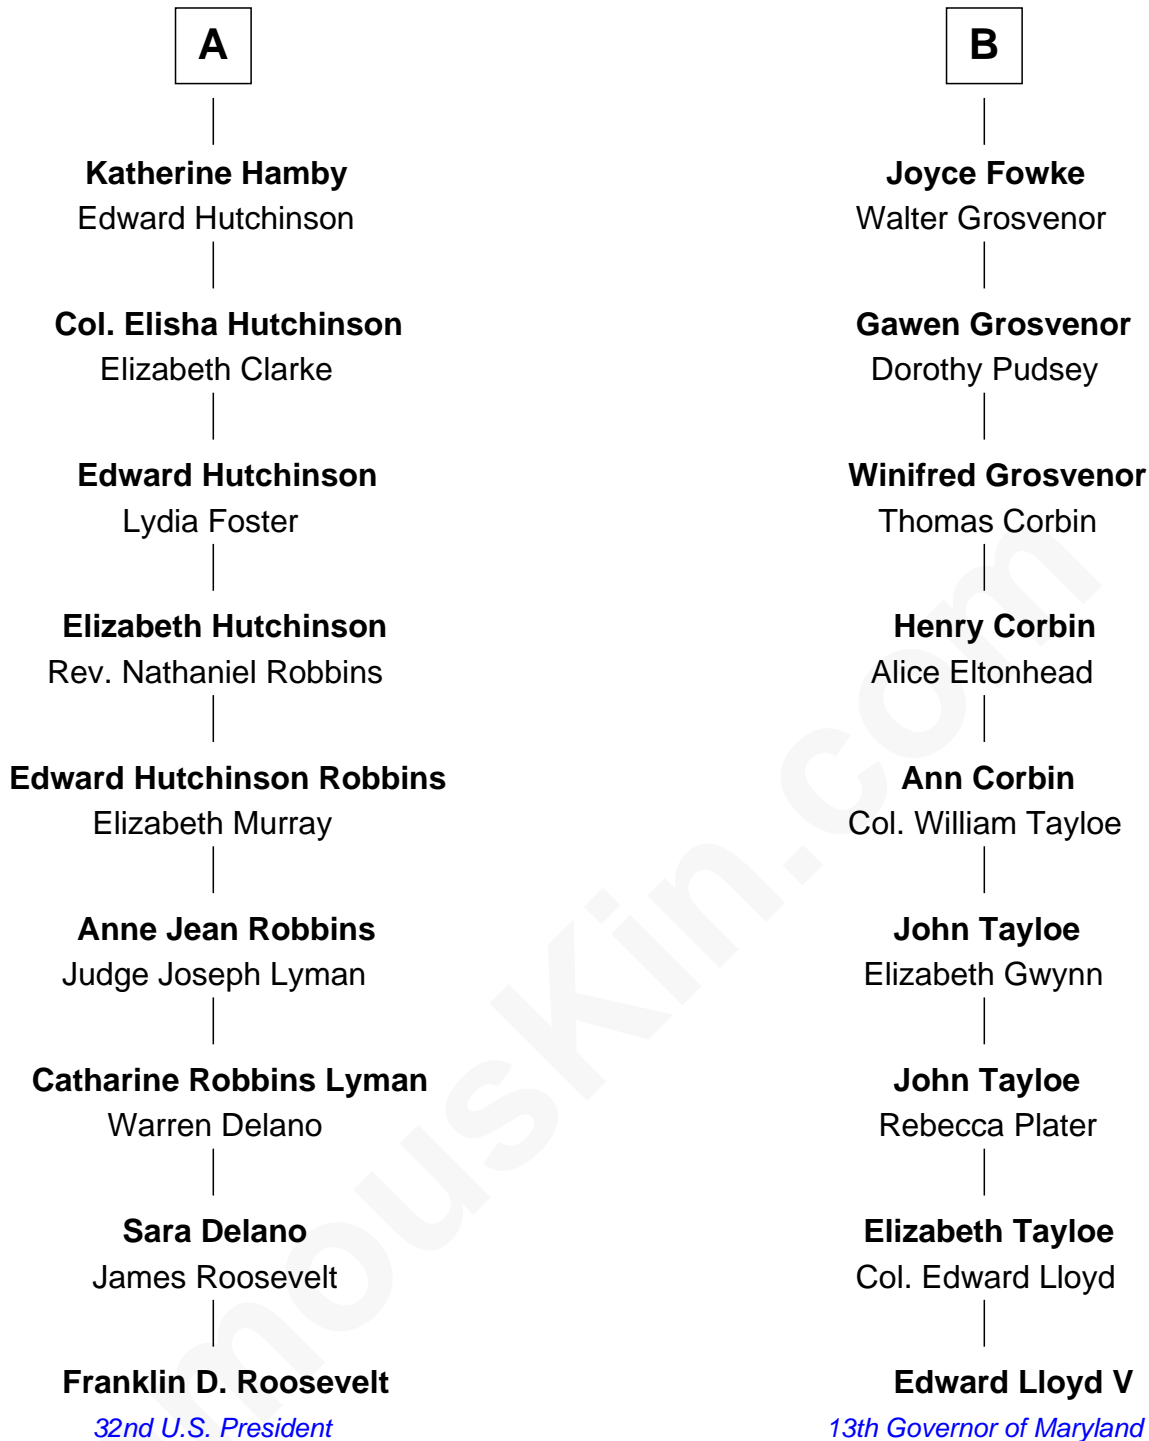 A
Katherine Hamby
Edward Hutchinson
Col. Elisha Hutchinson
Elizabeth Clarke
Edward Hutchinson
Lydia Foster
Elizabeth Hutchinson
Rev. Nathaniel Robbins
Edward Hutchinson Robbins
Elizabeth Murray
Anne Jean Robbins
Judge Joseph Lyman
Catharine Robbins Lyman
Warren Delano
Sara Delano
James Roosevelt
Franklin D. Roosevelt
32nd U.S. President
B
Joyce Fowke
Walter Grosvenor
Gawen Grosvenor
Dorothy Pudsey
Winifred Grosvenor
Thomas Corbin
Henry Corbin
Alice Eltonhead
Ann Corbin
Col. William Tayloe
John Tayloe
Elizabeth Gwynn
John Tayloe
Rebecca Plater
Elizabeth Tayloe
Col. Edward Lloyd
Edward Lloyd V
13th Governor of Maryland
mousKin.com